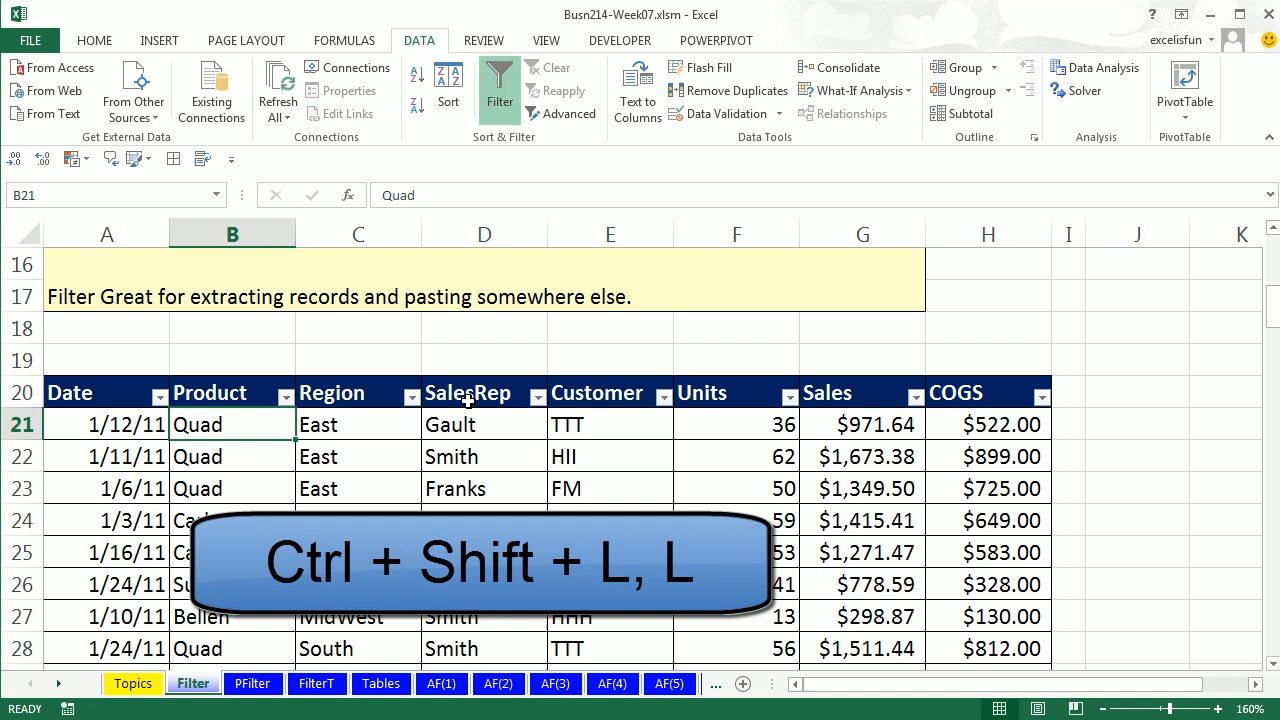 Busn214-Week07.xlsm - Excel
FILE HOME INSERT PAGE LAYOUT FORMULAS DATA REVIEW VIEW DEVELOPER POWERPIVOT excelisfun
From Access
From Web
From Text
From Other Sources
Existing Connections
Get External Data
Refresh All
Connections
Properties
Edit Links
Connections
Sort
Filter
Clear
Reapply
Advanced
Sort & Filter
Text to Columns
Flash Fill
Remove Duplicates
Data Validation
Consolidate
What-If Analysis
Relationships
Data Tools
Group
Ungroup
Subtotal
Outline
Data Analysis
Solver
Analysis
PivotTable
PivotTable
B21 fx Quad
A B C D E F G H I J K
16
17 Filter Great for extracting records and pasting somewhere else.
18
19
20 Date Product Region SalesRep Customer Units Sales COGS
21 1/12/11 Quad East Gault TTT 36 $971.64 $522.00
22 1/11/11 Quad East Smith HII 62 $1,673.38 $899.00
23 1/6/11 Quad East Franks FM 50 $1,349.50 $725.00
24 1/3/11 59 $1,415.41 $649.00
25 1/16/11 53 $1,271.47 $583.00
26 1/24/11 41 $778.59 $328.00
27 1/10/11 Bellen MidWest Smith HHH 13 $298.87 $130.00
28 1/24/11 Quad South Smith TTT 56 $1,511.44 $812.00
Ctrl + Shift + L, L
Topics Filter PFilter FilterT Tables AF(1) AF(2) AF(3) AF(4) AF(5) ...
READY 160%